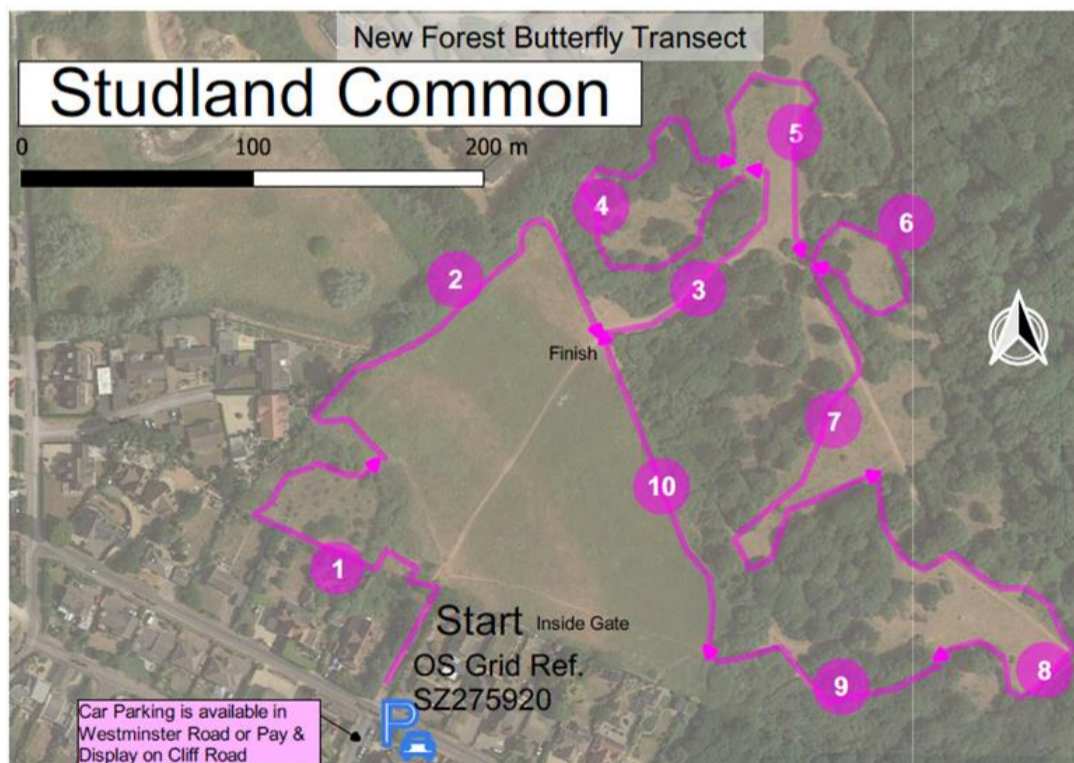 New Forest Butterfly Transect
Studland Common
0 100 200 m
5
4
6
2
3
Finish
7
10
1
Start Inside Gate
OS Grid Ref.
SZ275920
8
9
P
Car Parking is available in
Westminster Road or Pay &
Display on Cliff Road